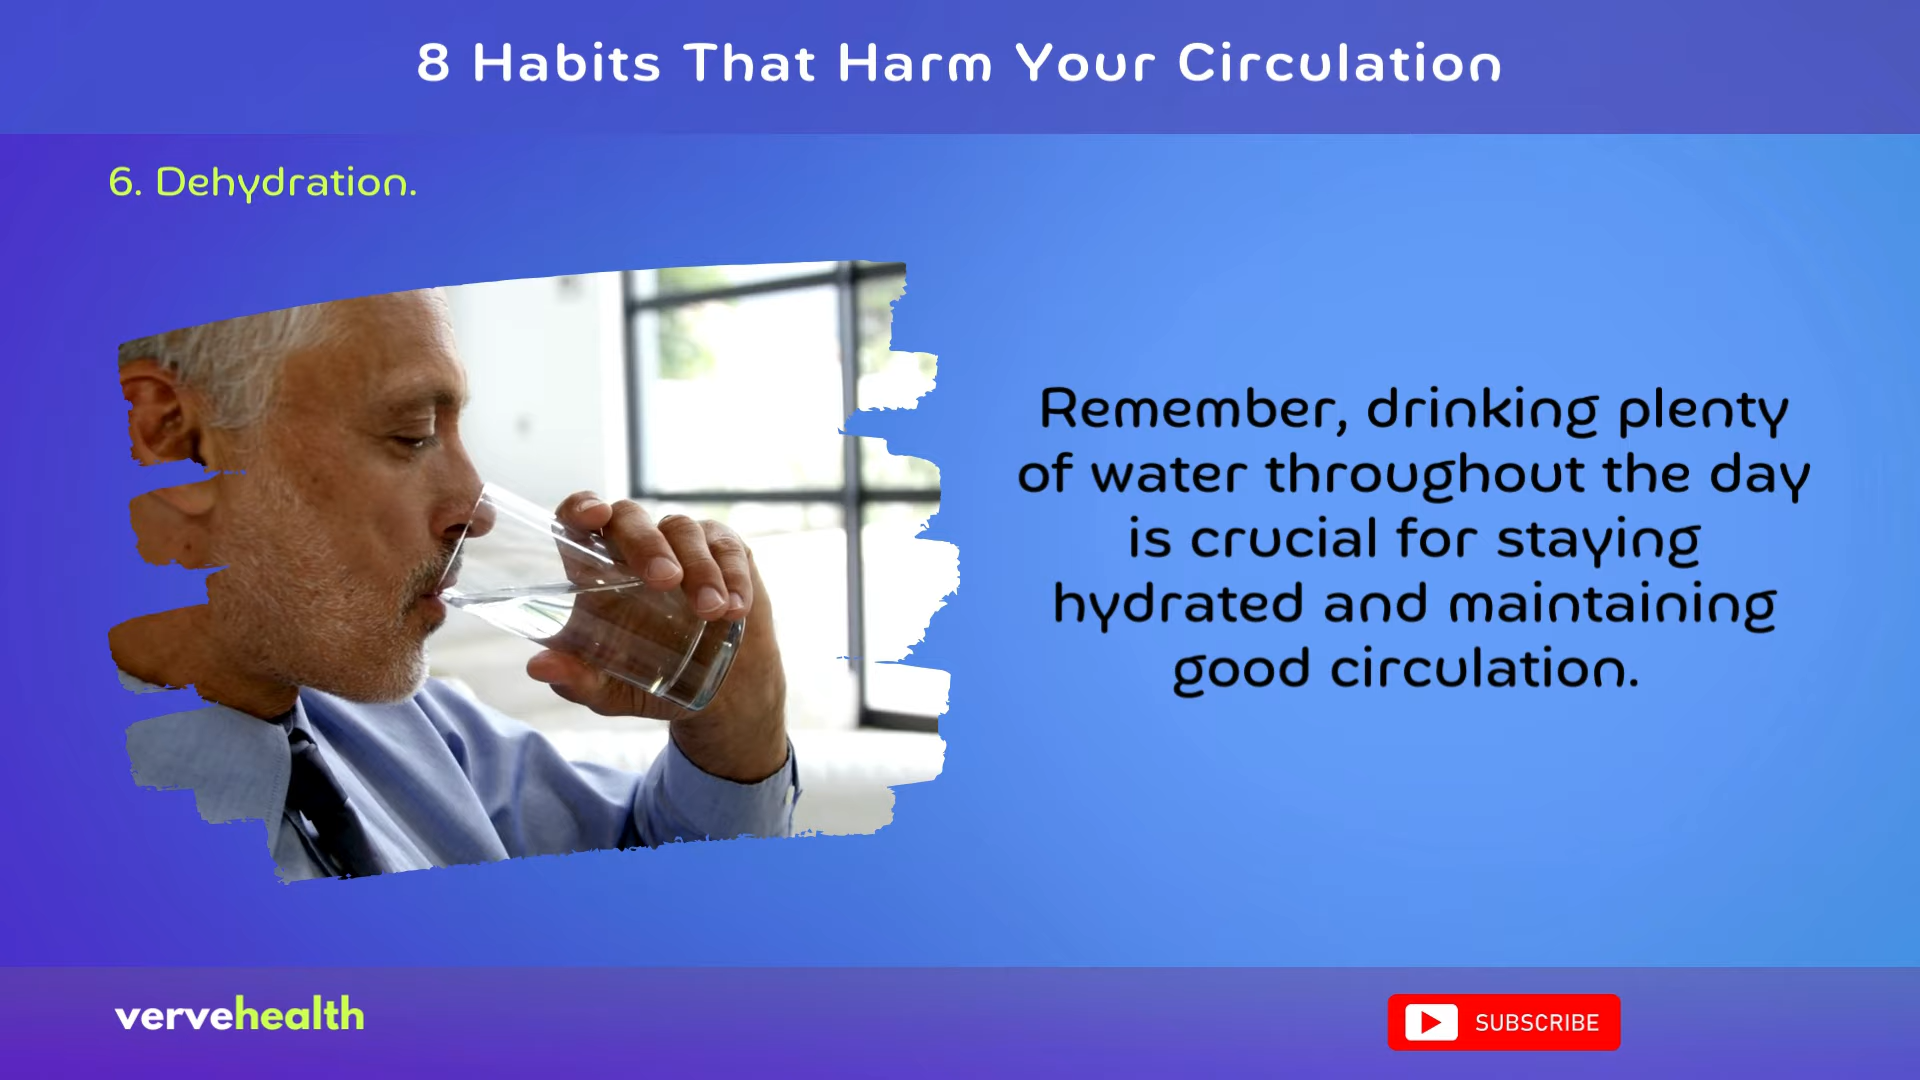 8 Habits That Harm Your Circulation
6. Dehydration.
Remember, drinking plenty
of water throughout the day
is crucial for staying
hydrated and maintaining
good circulation.
vervehealth
SUBSCRIBE